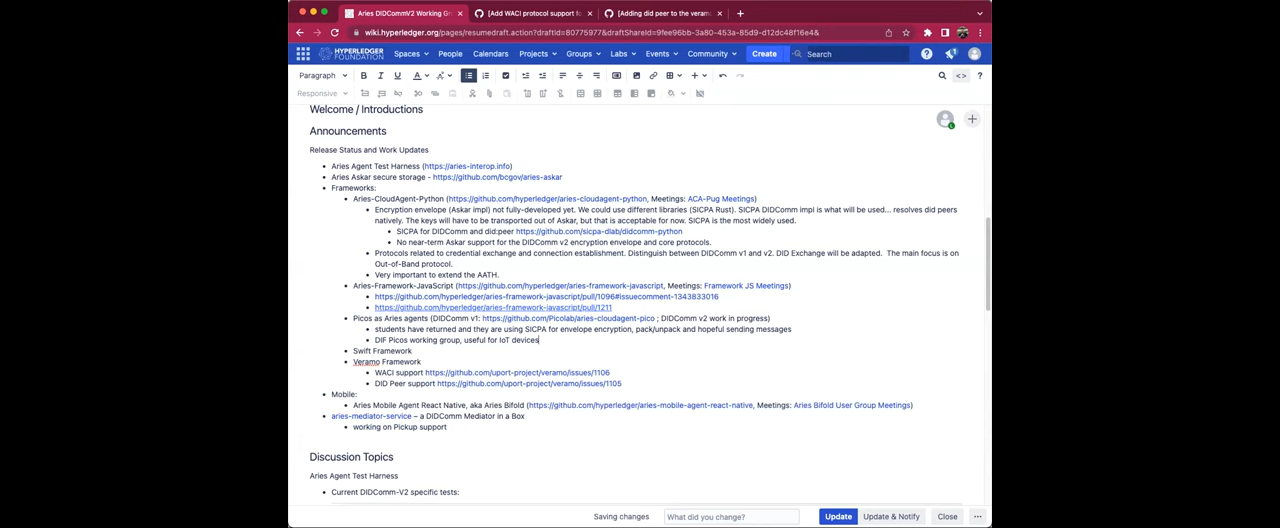 Aries DIDCommV2 Working Gr
[Add WACI protocol support fo
[Adding did peer to the veram
wiki.hyperledger.org/pages/resumedraft.action?draftId=80775977&draftShareId=9fee96bb-3a80-453a-85d9-d12dc48f16e4&
HYPERLEDGER FOUNDATION Spaces People Calendars Projects Groups Labs Events Community Create Search
Paragraph B I U A
Responsive
Welcome / Introductions
Announcements
Release Status and Work Updates
Aries Agent Test Harness (https://aries-interop.info)
Aries Askar secure storage - https://github.com/bcgov/aries-askar
Frameworks:
Aries-CloudAgent-Python (https://github.com/hyperledger/aries-cloudagent-python, Meetings: ACA-Pug Meetings)
Encryption envelope (Askar impl) not fully-developed yet. We could use different libraries (SICPA Rust). SICPA DIDComm impl is what will be used... resolves did peers
natively. The keys will have to be transported out of Askar, but that is acceptable for now. SICPA is the most widely used.
SICPA for DIDComm and did:peer https://github.com/sicpa-dlab/didcomm-python
No near-term Askar support for the DIDComm v2 encryption envelope and core protocols.
Protocols related to credential exchange and connection establishment. Distinguish between DIDComm v1 and v2. DID Exchange will be adapted. The main focus is on
Out-of-Band protocol.
Very important to extend the AATH.
Aries-Framework-JavaScript (https://github.com/hyperledger/aries-framework-javascript, Meetings: Framework JS Meetings)
https://github.com/hyperledger/aries-framework-javascript/pull/1096#issuecomment-1343833016
https://github.com/hyperledger/aries-framework-javascript/pull/1211
Picos as Aries agents (DIDComm v1: https://github.com/Picolab/aries-cloudagent-pico ; DIDComm v2 work in progress)
students have returned and they are using SICPA for envelope encryption, pack/unpack and hopeful sending messages
DIF Picos working group, useful for IoT devices
Swift Framework
Veramo Framework
WACI support https://github.com/uport-project/veramo/issues/1106
DID Peer support https://github.com/uport-project/veramo/issues/1105
Mobile:
Aries Mobile Agent React Native, aka Aries Bifold (https://github.com/hyperledger/aries-mobile-agent-react-native, Meetings: Aries Bifold User Group Meetings)
aries-mediator-service – a DIDComm Mediator in a Box
working on Pickup support
Discussion Topics
Aries Agent Test Harness
Current DIDComm-V2 specific tests:
Saving changes What did you change? Update Update & Notify Close